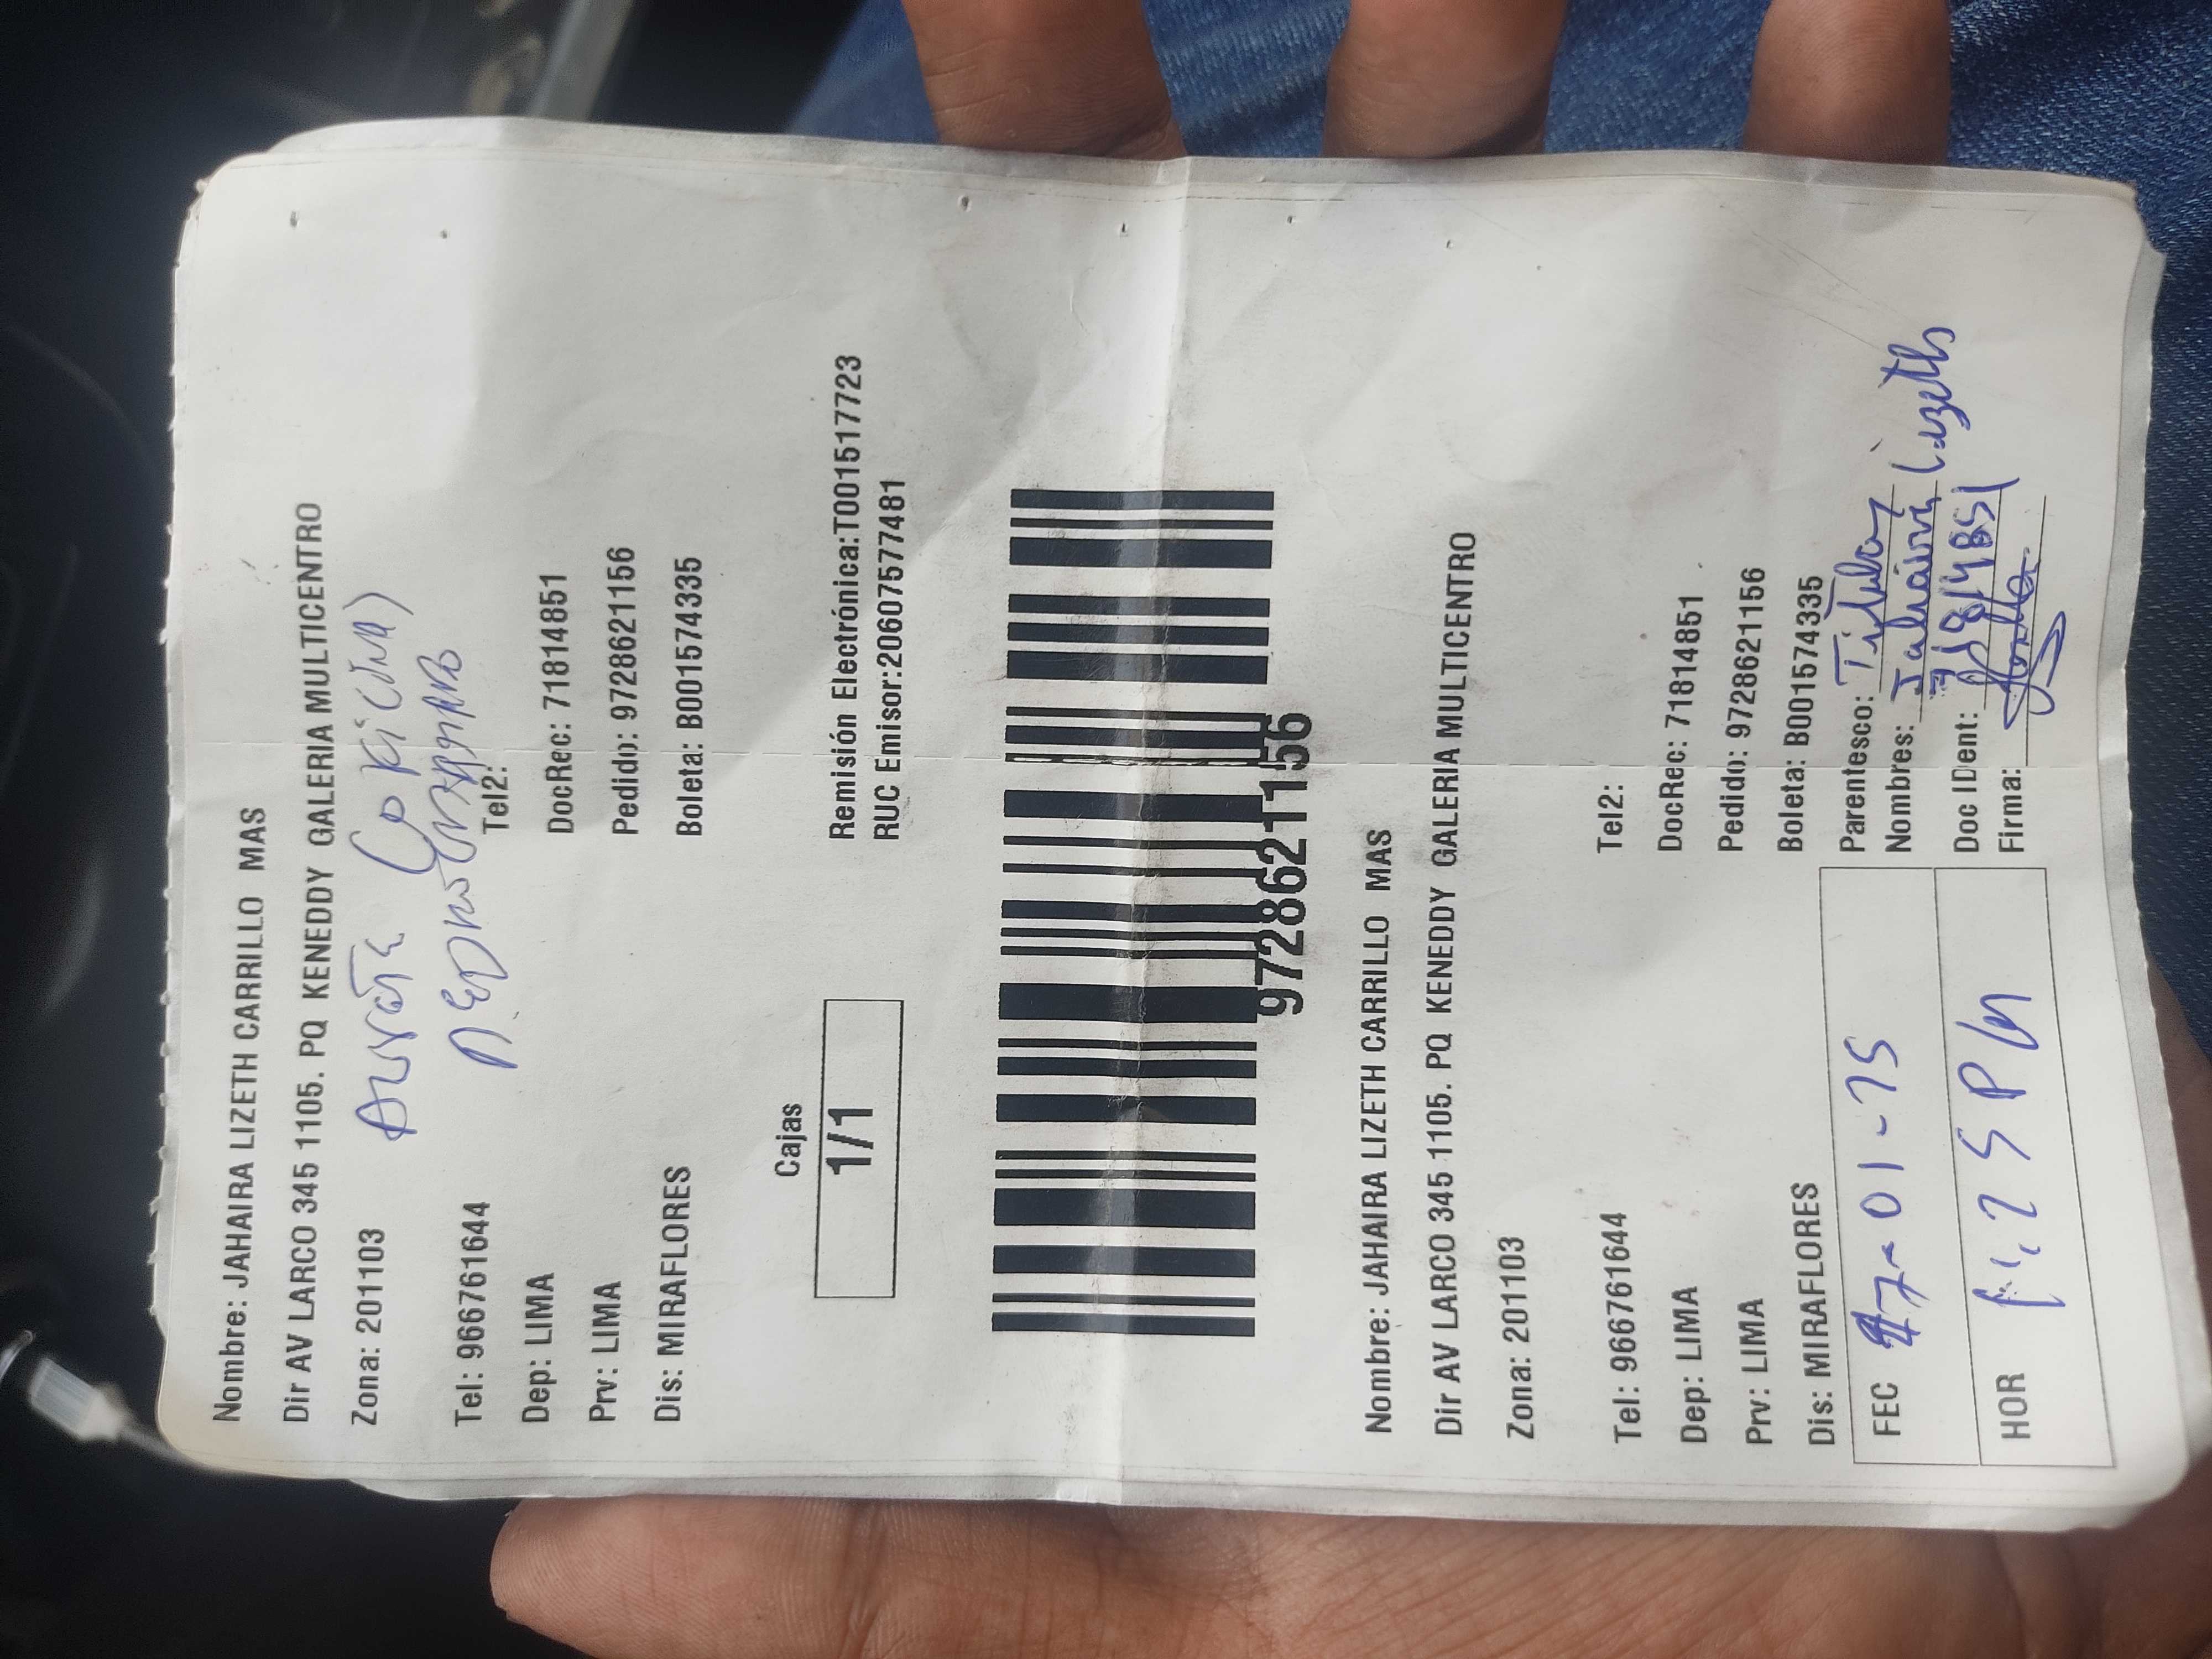 Nombre: JAHAIRA LIZETH CARRILLO MAS
Dir AV LARCO 345 1105. PQ KENEDDY GALERIA MULTICENTRO
Zona: 201103
Tel: 966761644
Tel2:
Dep: LIMA
DocRec: 71814851
Prv: LIMA
Pedido: 97286211​56
Dis: MIRAFLORES
Boleta: B001574335
Cajas
1/1
Remisión Electrónica:T001517723
RUC Emisor:20607577481
9728621156
Nombre: JAHAIRA LIZETH CARRILLO MAS
Dir AV LARCO 345 1105. PQ KENEDDY GALERIA MULTICENTRO
Zona: 201103
Tel: 966761644
Tel2:
Dep: LIMA
DocRec: 71814851
Prv: LIMA
Pedido: 9728621156
Dis: MIRAFLORES
Boleta: B001574335
Parentesco: Titular
Nombres: Jahaira Lizeth
Doc IDent: 71814851
Firma:
FEC
HOR